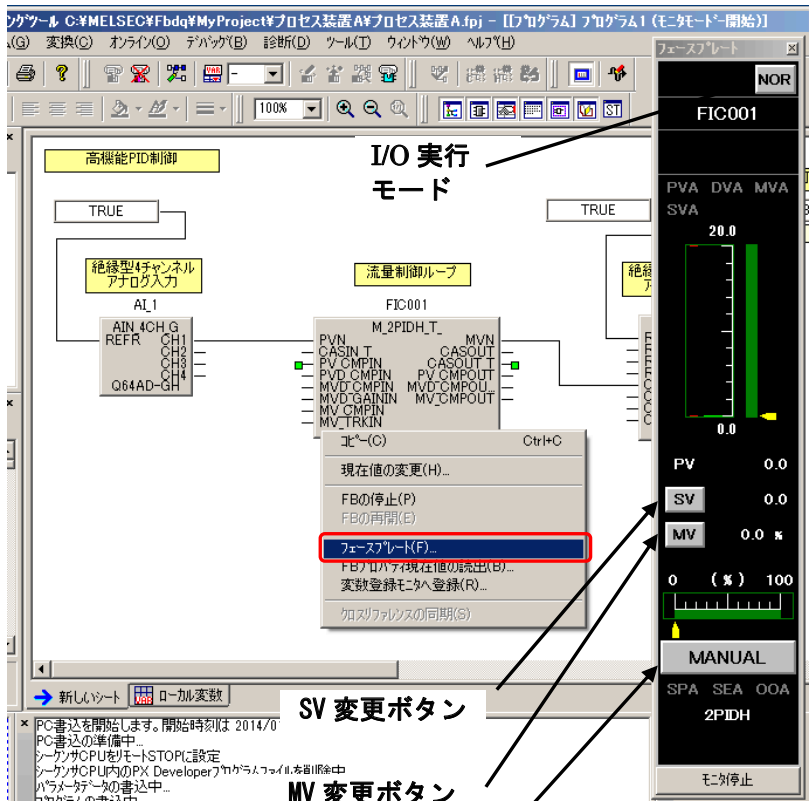 ングツール C:¥MELSEC¥Fbdq¥MyProject¥プロセス装置A¥プロセス装置A.fpj - [[プログラム] プログラム1 (モニタモード-開始)]
(G) 変換(C) オンライン(O) デバッグ(B) 診断(D) ツール(T) ウィンドウ(W) ヘルプ(H)
100%
ST
高機能PID制御
TRUE
絶縁型4チャンネル
アナログ入力
AI_1
AIN_4CH_G
REFR CH1
CH2
CH3
CH4
Q64AD-GH
流量制御ループ
FIC001
M_2PIDH_T_
PVN MVN
CASIN_T CASOUT
PV_CMPIN CASOUT_T
PVD_CMPIN PV_CMPOUT
MVD_CMPIN MVD_CMPOU...
MVD_GAININ MV_CMPOUT
MV_CMPIN
MV_TRKIN
TRUE
コピー(C) Ctrl+C
現在値の変更(H)...
FBの停止(P)
FBの再開(E)
フェースプレート(F)...
FBプロパティ現在値の読出(B)...
変数登録モニタへ登録(R)...
クロスリファレンスの同期(S)
新しいシート
VAR ローカル変数
PC書込を開始します。開始時刻は 2014/0
PC書込の準備中...
シーケンサCPUをリモートSTOPに設定
シーケンサCPU内のPX Developerプログラムファイルを削除中
パラメータデータの書込中...
プログラムの書込中
I/O 実行
モード
SV 変更ボタン
MV 変更ボタン
フェースプレート
NOR
FIC001
PVA DVA MVA
SVA
20.0
0.0
PV 0.0
SV 0.0
MV 0.0 %
0 (%) 100
MANUAL
SPA SEA OOA
2PIDH
モニタ停止